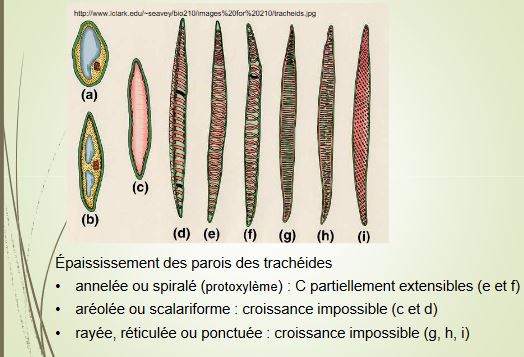 http://www.lclark.edu/~seavey/bio210/images%20for%20210/tracheids.jpg
(a)
(b)
(c)
(d) (e) (f) (g) (h) (i)
Épaississement des parois des trachéides
• annelée ou spiralé (protoxylème) : C partiellement extensibles (e et f)
• aréolée ou scalariforme : croissance impossible (c et d)
• rayée, réticulée ou ponctuée : croissance impossible (g, h, i)